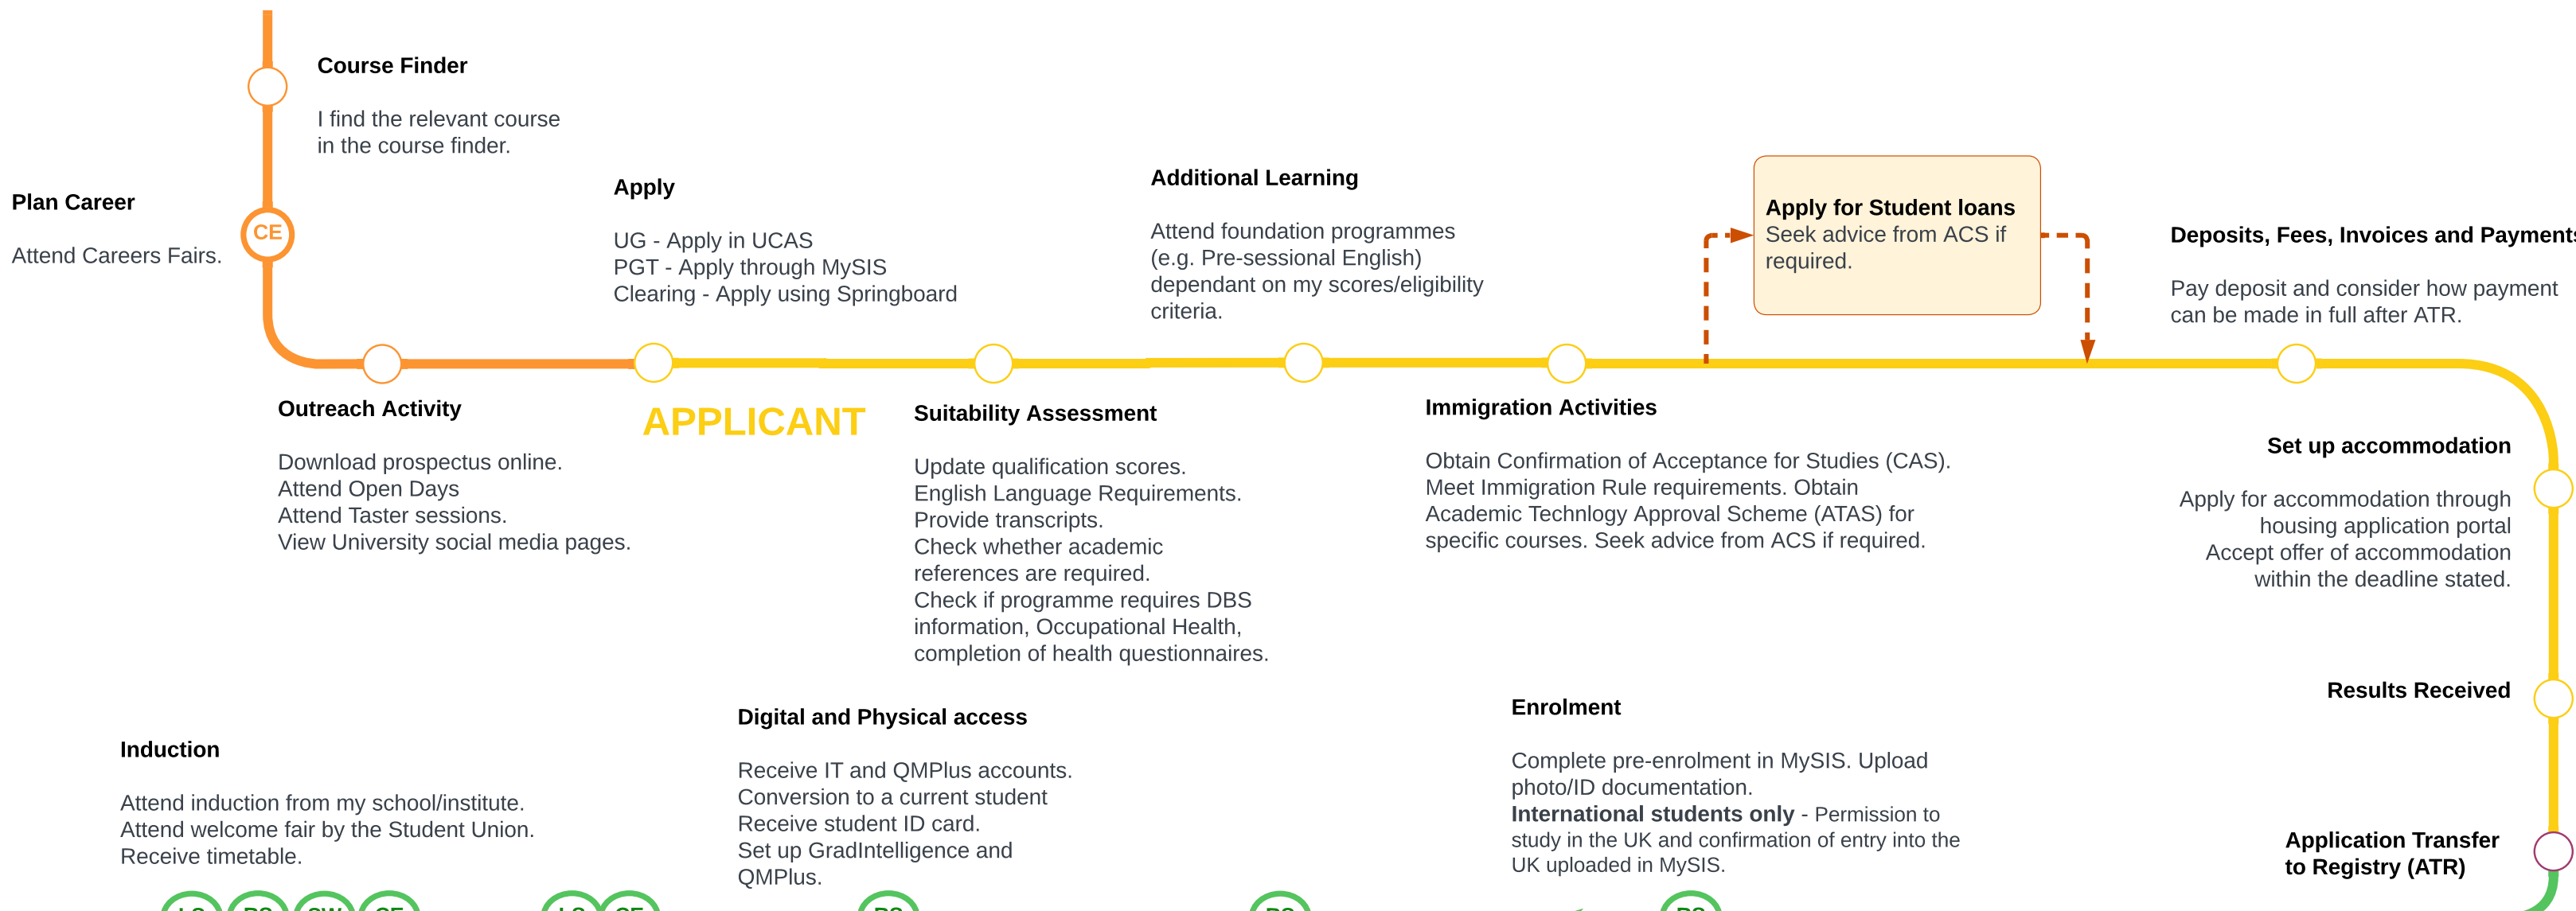 Course Finder
I find the relevant course
in the course finder.
Plan Career
Attend Careers Fairs.
CE
Apply
UG - Apply in UCAS
PGT - Apply through MySIS
Clearing - Apply using Springboard
Additional Learning
Attend foundation programmes
(e.g. Pre-sessional English)
dependant on my scores/eligibility
criteria.
Apply for Student loans
Seek advice from ACS if
required.
Deposits, Fees, Invoices and Payments
Pay deposit and consider how payment
can be made in full after ATR.
Outreach Activity
Download prospectus online.
Attend Open Days
Attend Taster sessions.
View University social media pages.
APPLICANT
Suitability Assessment
Update qualification scores.
English Language Requirements.
Provide transcripts.
Check whether academic
references are required.
Check if programme requires DBS
information, Occupational Health,
completion of health questionnaires.
Immigration Activities
Obtain Confirmation of Acceptance for Studies (CAS).
Meet Immigration Rule requirements. Obtain
Academic Technlogy Approval Scheme (ATAS) for
specific courses. Seek advice from ACS if required.
Set up accommodation
Apply for accommodation through
housing application portal
Accept offer of accommodation
within the deadline stated.
Results Received
Application Transfer
to Registry (ATR)
Induction
Attend induction from my school/institute.
Attend welcome fair by the Student Union.
Receive timetable.
Digital and Physical access
Receive IT and QMPlus accounts.
Conversion to a current student
Receive student ID card.
Set up GradIntelligence and
QMPlus.
Enrolment
Complete pre-enrolment in MySIS. Upload
photo/ID documentation.
International students only - Permission to
study in the UK and confirmation of entry into the
UK uploaded in MySIS.